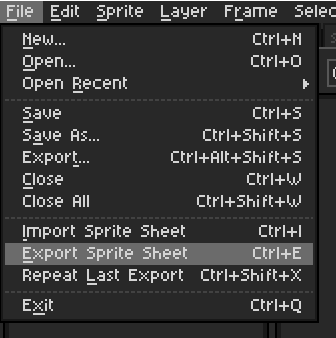 File Edit Sprite Layer Frame Selec
New... Ctrl+N
Open... Ctrl+O
Open Recent
Save Ctrl+S
Save As... Ctrl+Shift+S
Export... Ctrl+Alt+Shift+S
Close Ctrl+W
Close All Ctrl+Shift+W
Import Sprite Sheet Ctrl+I
Export Sprite Sheet Ctrl+E
Repeat Last Export Ctrl+Shift+X
Exit Ctrl+Q